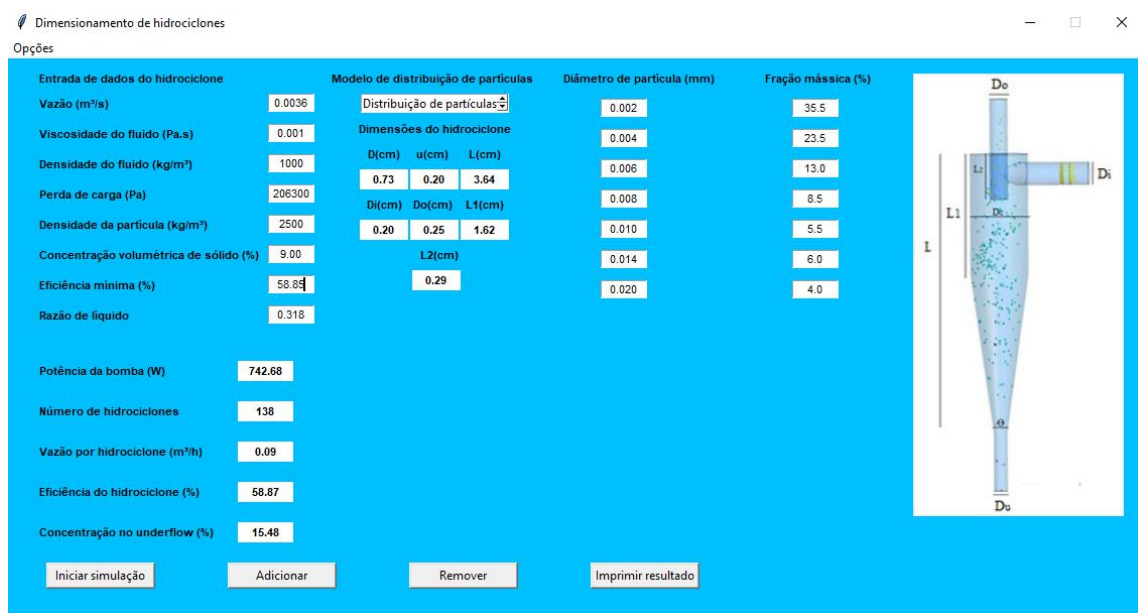 Dimensionamento de hidrociclones
Opções
Entrada de dados do hidrociclone
Vazão (m³/s) 0.0036
Viscosidade do fluido (Pa.s) 0.001
Densidade do fluido (kg/m³) 1000
Perda de carga (Pa) 206300
Densidade da partícula (kg/m³) 2500
Concentração volumétrica de sólido (%) 9.00
Eficiência mínima (%) 58.85
Razão de líquido 0.318
Potência da bomba (W) 742.68
Número de hidrociclones 138
Vazão por hidrociclone (m³/h) 0.09
Eficiência do hidrociclone (%) 58.87
Concentração no underflow (%) 15.48
Modelo de distribuição de partículas
Distribuição de partículas
Dimensões do hidrociclone
D(cm) u(cm) L(cm)
0.73 0.20 3.64
Di(cm) Do(cm) L1(cm)
0.20 0.25 1.62
L2(cm)
0.29
Diâmetro de partícula (mm) Fração mássica (%)
0.002 35.5
0.004 23.5
0.006 13.0
0.008 8.5
0.010 5.5
0.014 6.0
0.020 4.0
Do
L2
Di
L1
Dc
L
θ
Du
Iniciar simulação Adicionar Remover Imprimir resultado